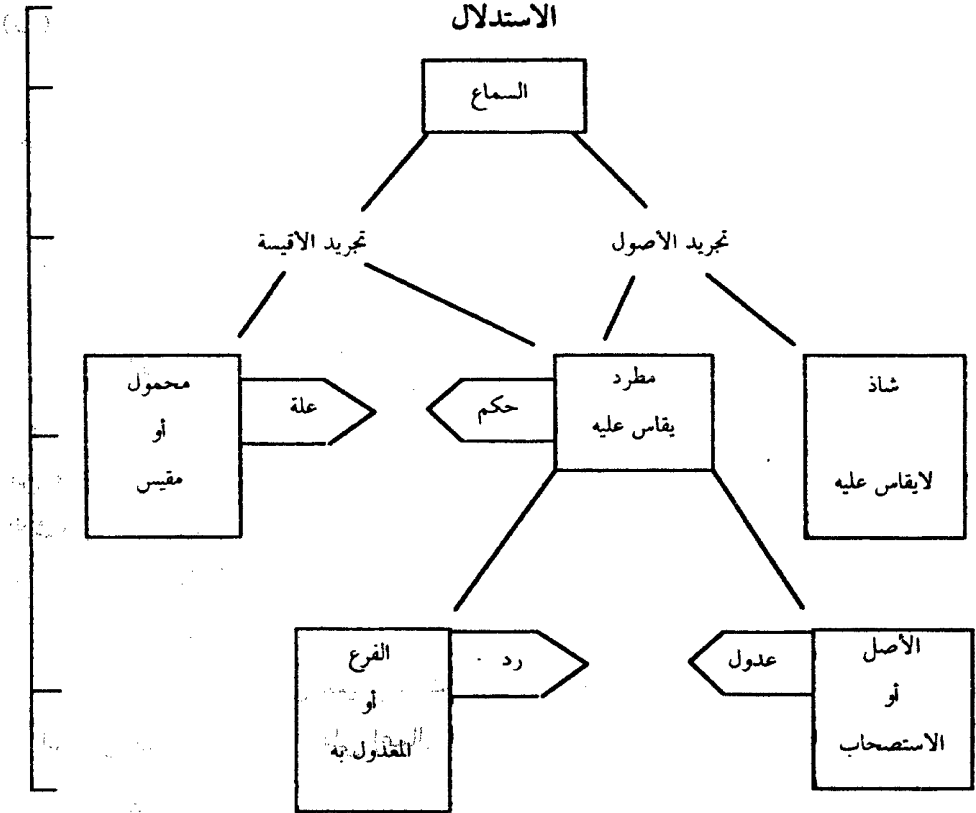 الاستدلال
السماع
تجريد الأصول
تجريد الأقيسة
شاذ
لايقاس عليه
مطرد
يقاس عليه
حكم
علة
محمول
أو
مقيس
الأصل
أو
الاستصحاب
عدول
رد
الفرع
أو
المعدول به